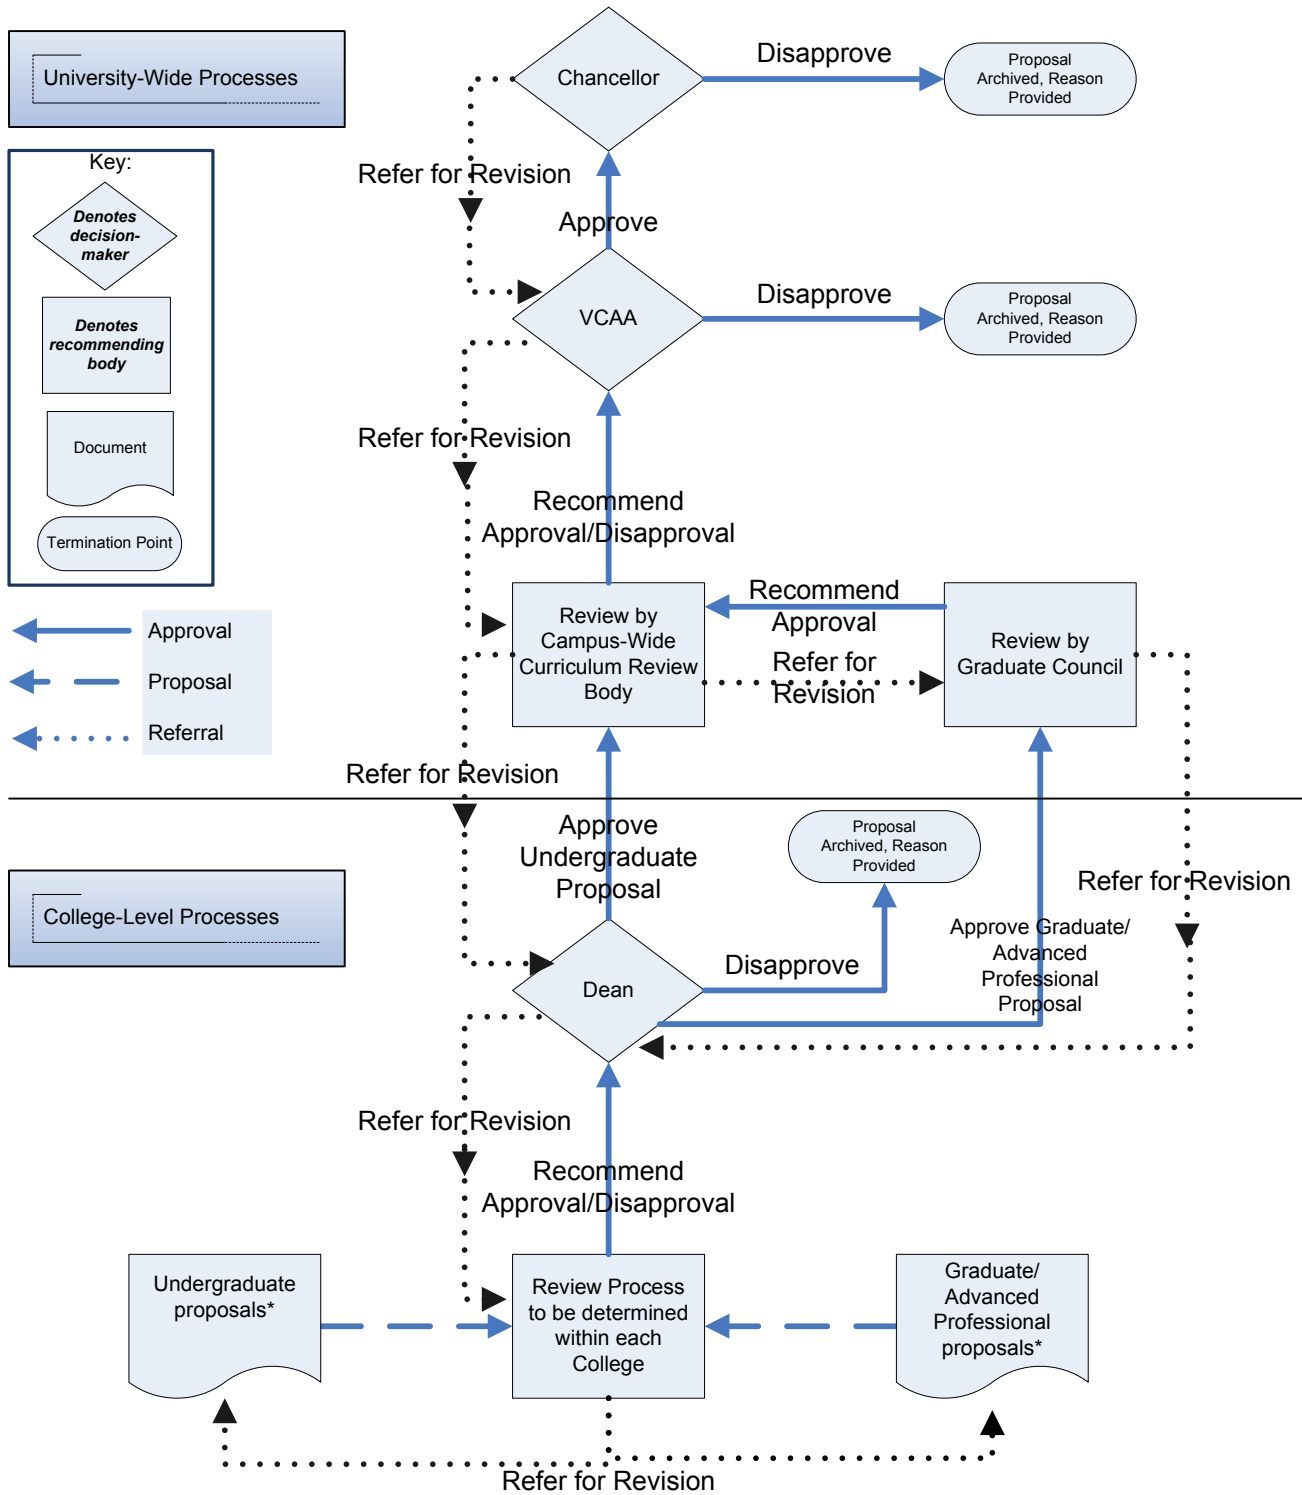 University-Wide Processes
Key:
Denotes
decision-
maker
Denotes
recommending
body
Document
Termination Point
Approval
Proposal
Referral
Chancellor
Disapprove
Proposal
Archived, Reason
Provided
Refer for Revision
Approve
VCAA
Disapprove
Proposal
Archived, Reason
Provided
Refer for Revision
Recommend
Approval/Disapproval
Review by
Campus-Wide
Curriculum Review
Body
Recommend
Approval
Refer for
Revision
Review by
Graduate Council
Refer for Revision
College-Level Processes
Approve
Undergraduate
Proposal
Proposal
Archived, Reason
Provided
Refer for Revision
Approve Graduate/
Advanced
Professional
Proposal
Dean
Disapprove
Refer for Revision
Recommend
Approval/Disapproval
Undergraduate
proposals*
Review Process
to be determined
within each
College
Graduate/
Advanced
Professional
proposals*
Refer for Revision